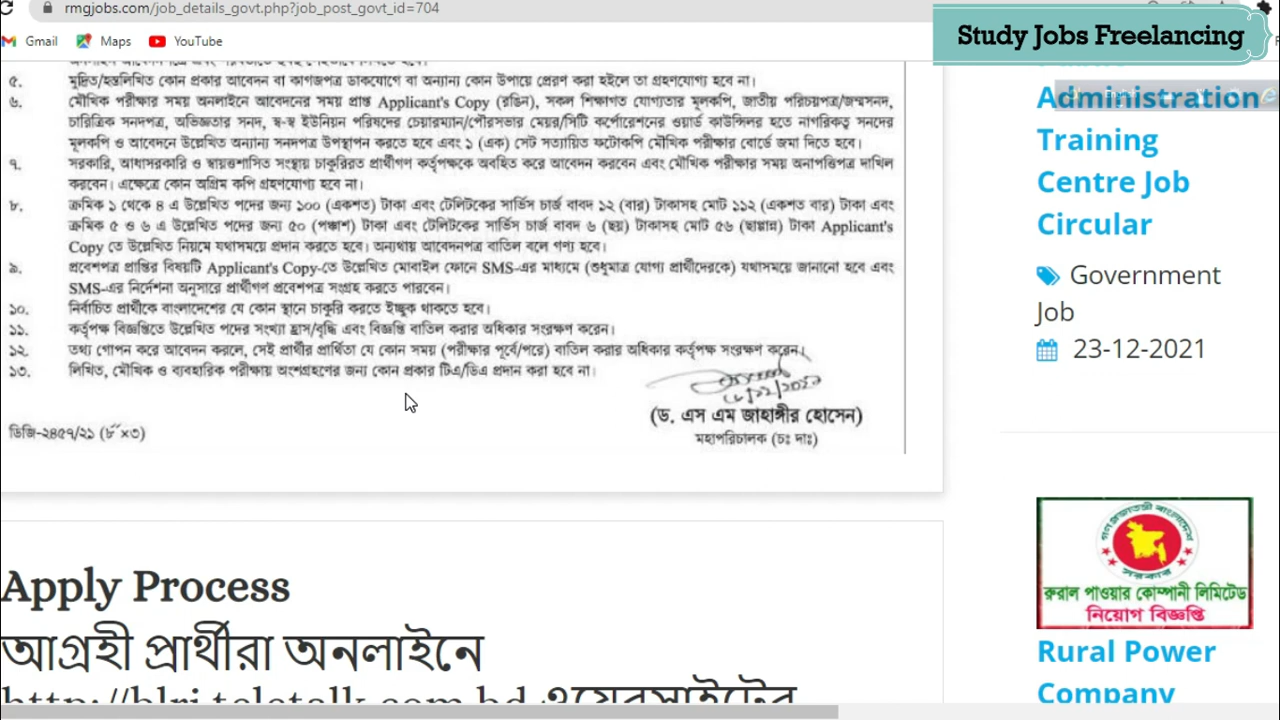 rmgjobs.com/job_details_govt.php?job_post_govt_id=704
Gmail Maps YouTube
Study Jobs Freelancing
৫. মুদ্রিত/হস্তলিখিত কোন প্রকার আবেদন বা কাগজপত্র ডাকযোগে বা অন্যান্য কোন উপায়ে প্রেরণ করা হইলে তা গ্রহণযোগ্য হবে না।
৬. মৌখিক পরীক্ষার সময় অনলাইনে আবেদনের সময় প্রাপ্ত Applicant's Copy (রঙিন), সকল শিক্ষাগত যোগ্যতার মূলকপি, জাতীয় পরিচয়পত্র/জন্মসনদ,
চারিত্রিক সনদপত্র, অভিজ্ঞতার সনদ, স্ব-স্ব ইউনিয়ন পরিষদের চেয়ারম্যান/পৌরসভার মেয়র/সিটি কর্পোরেশনের ওয়ার্ড কাউন্সিলর হতে নাগরিকত্ব সনদের
মূলকপি ও আবেদনে উল্লেখিত অন্যান্য সনদপত্র উপস্থাপন করতে হবে এবং ১ (এক) সেট সত্যায়িত ফটোকপি মৌখিক পরীক্ষার বোর্ডে জমা দিতে হবে।
৭. সরকারি, আধাসরকারি ও স্বায়ত্তশাসিত সংস্থায় চাকুরিরত প্রার্থীগণ কর্তৃপক্ষকে অবহিত করে আবেদন করবেন এবং মৌখিক পরীক্ষার সময় অনাপত্তিপত্র দাখিল
করবেন। এক্ষেত্রে কোন অগ্রিম কপি গ্রহণযোগ্য হবে না।
৮. ক্রমিক ১ থেকে ৪ এ উল্লেখিত পদের জন্য ১০০ (একশত) টাকা এবং টেলিটকের সার্ভিস চার্জ বাবদ ১২ (বার) টাকাসহ মোট ১১২ (একশত বার) টাকা এবং
ক্রমিক ৫ ও ৬ এ উল্লেখিত পদের জন্য ৫০ (পঞ্চাশ) টাকা এবং টেলিটকের সার্ভিস চার্জ বাবদ ৬ (ছয়) টাকাসহ মোট ৫৬ (ছাপ্পান্ন) টাকা Applicant's
Copy তে উল্লেখিত নিয়মে যথাসময়ে প্রদান করতে হবে। অন্যথায় আবেদনপত্র বাতিল বলে গণ্য হবে।
৯. প্রবেশপত্র প্রাপ্তির বিষয়টি Applicant's Copy-তে উল্লেখিত মোবাইল ফোনে SMS-এর মাধ্যমে (শুধুমাত্র যোগ্য প্রার্থীদেরকে) যথাসময়ে জানানো হবে এবং
SMS-এর নির্দেশনা অনুসারে প্রার্থীগণ প্রবেশপত্র সংগ্রহ করতে পারবেন।
১০. নির্বাচিত প্রার্থীকে বাংলাদেশের যে কোন স্থানে চাকুরি করতে ইচ্ছুক থাকতে হবে।
১১. কর্তৃপক্ষ বিজ্ঞপ্তিতে উল্লেখিত পদের সংখ্যা হ্রাস/বৃদ্ধি এবং বিজ্ঞপ্তি বাতিল করার অধিকার সংরক্ষণ করেন।
১২. তথ্য গোপন করে আবেদন করলে, সেই প্রার্থীর প্রার্থিতা যে কোন সময় (পরীক্ষার পূর্বে/পরে) বাতিল করার অধিকার কর্তৃপক্ষ সংরক্ষণ করেন।
১৩. লিখিত, মৌখিক ও ব্যবহারিক পরীক্ষায় অংশগ্রহণের জন্য কোন প্রকার টিএ/ডিএ প্রদান করা হবে না।
(ড. এস এম জাহাঙ্গীর হোসেন)
মহাপরিচালক (চঃ দাঃ)
ডিজি-২৪৫৭/২১ (৮˝×৩)
Apply Process
আগ্রহী প্রার্থীরা অনলাইনে
http://blri.teletalk.com.bd ওয়েবসাইটের
Administration
Training
Centre Job
Circular
Government
Job
23-12-2021
গণপ্রজাতন্ত্রী বাংলাদেশ
সরকার
রুরাল পাওয়ার কোম্পানী লিমিটেড
নিয়োগ বিজ্ঞপ্তি
Rural Power
Company